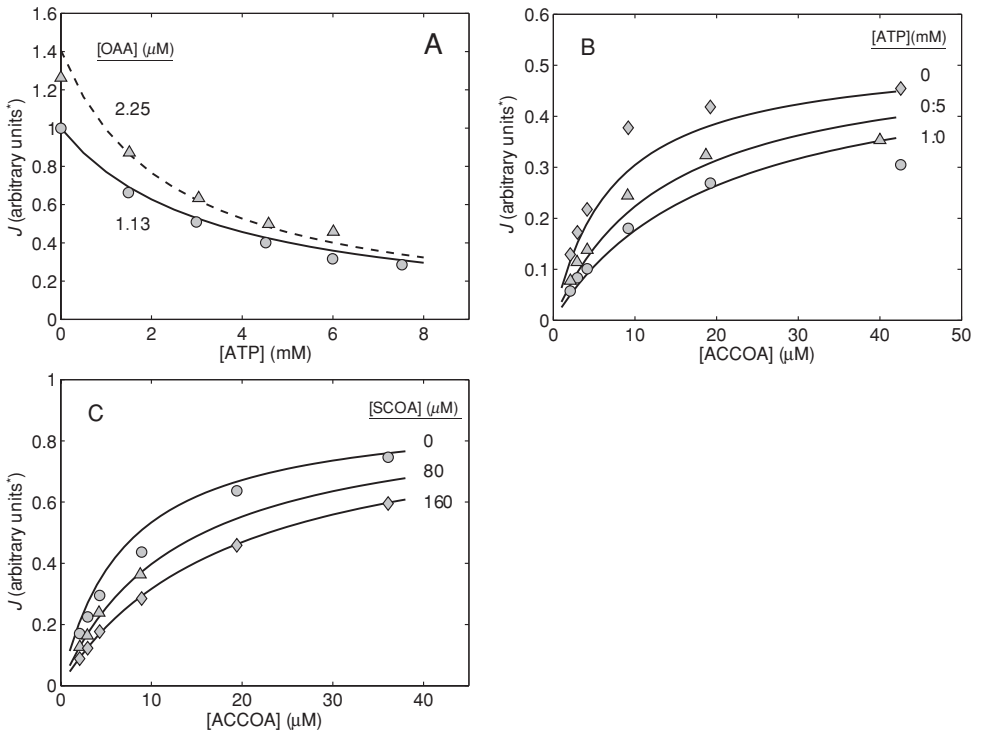 A
[OAA] (μM)
2.25
1.13
J (arbitrary units*)
0
0.2
0.4
0.6
0.8
1
1.2
1.4
1.6
0 2 4 6 8
[ATP] (mM)
B
[ATP](mM)
0
0:5
1:0
J (arbitrary units*)
0
0.1
0.2
0.3
0.4
0.5
0.6
0 10 20 30 40 50
[ACCOA] (μM)
C
[SCOA] (μM)
0
80
160
J (arbitrary units*)
0
0.2
0.4
0.6
0.8
1
0 10 20 30 40
[ACCOA] (μM)